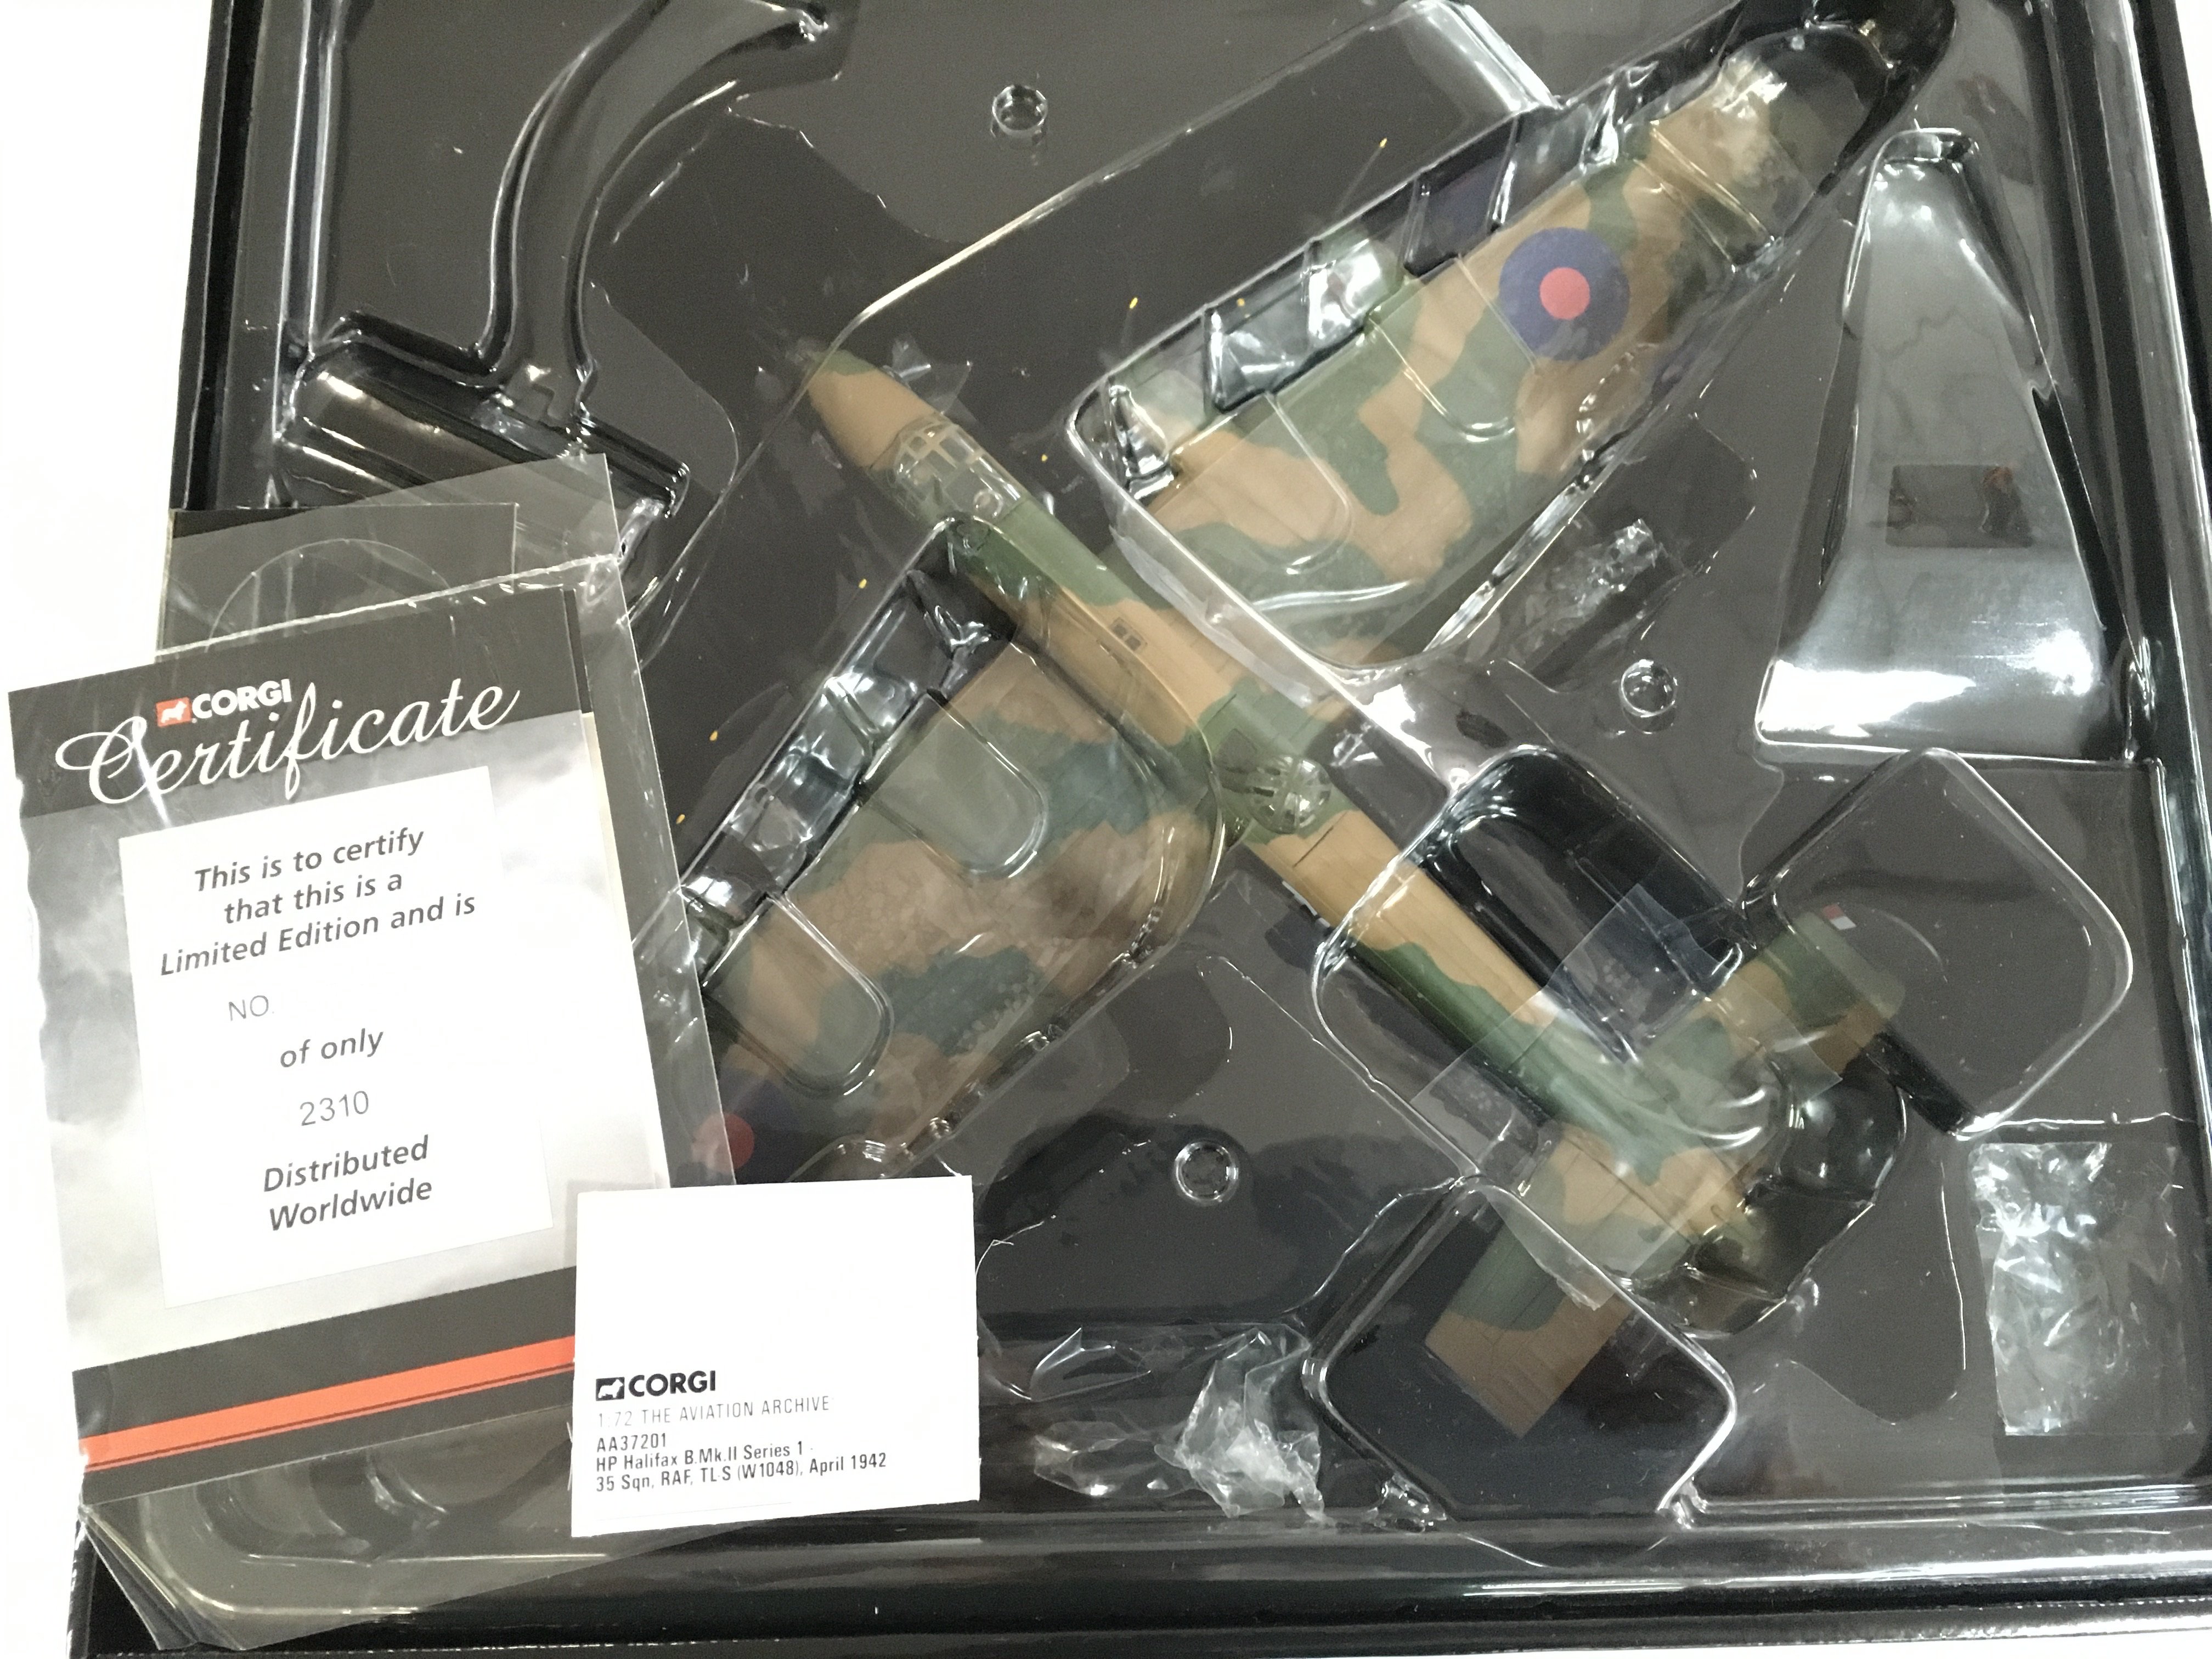 CORGI
Certificate
This is to certify
that this is a
Limited Edition and is
NO.
of only
2310
Distributed
Worldwide
CORGI
1:72 THE AVIATION ARCHIVE
AA37201
HP Halifax B.Mk.II Series 1 -
35 Sqn, RAF, TL S (W1048), April 1942